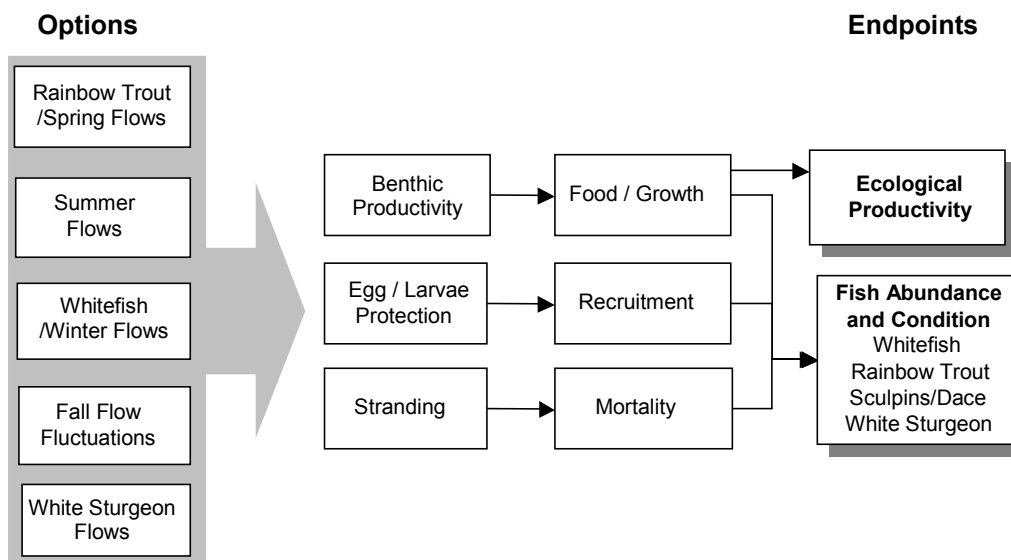 Options
Endpoints
Rainbow Trout
/Spring Flows
Summer
Flows
Whitefish
/Winter Flows
Fall Flow
Fluctuations
White Sturgeon
Flows
Benthic
Productivity
Food / Growth
Egg / Larvae
Protection
Recruitment
Stranding
Mortality
Ecological
Productivity
Fish Abundance
and Condition
Whitefish
Rainbow Trout
Sculpins/Dace
White Sturgeon